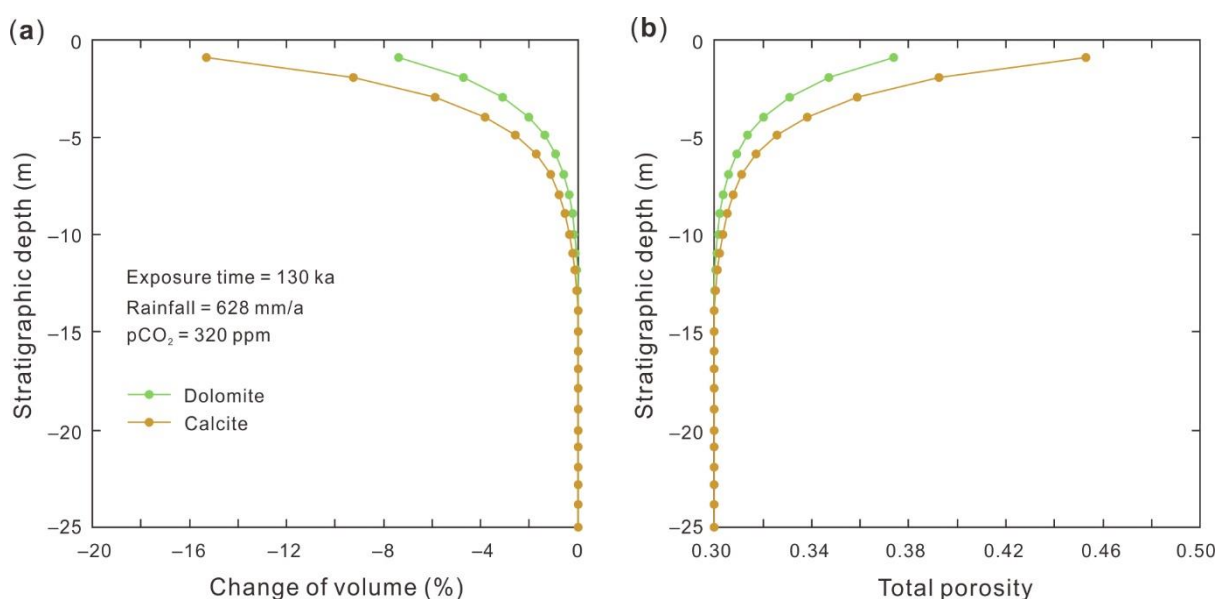 (a)
0
−5
−10
−15
−20
−25
Stratigraphic depth (m)
Exposure time = 130 ka
Rainfall = 628 mm/a
pCO₂ = 320 ppm
Dolomite
Calcite
−20 −16 −12 −8 −4 0
Change of volume (%)
(b)
0
−5
−10
−15
−20
−25
Stratigraphic depth (m)
0.30 0.34 0.38 0.42 0.46 0.50
Total porosity